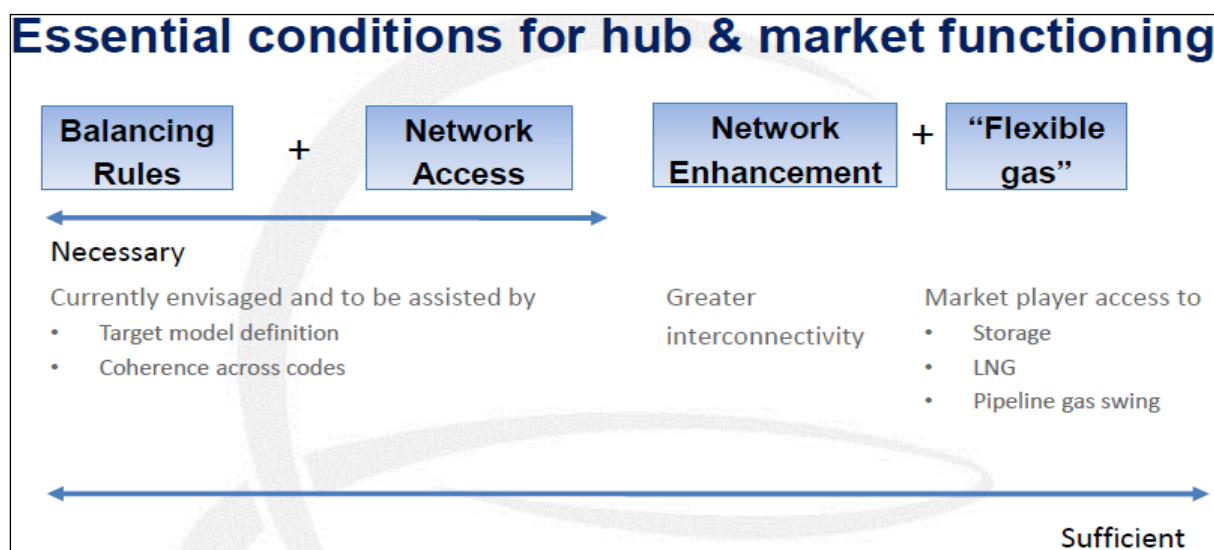 Essential conditions for hub & market functioning
Balancing
Rules
+
Network
Access
Network
Enhancement
+
“Flexible
gas”
Necessary
Currently envisaged and to be assisted by
• Target model definition
• Coherence across codes
Greater
interconnectivity
Market player access to
• Storage
• LNG
• Pipeline gas swing
Sufficient